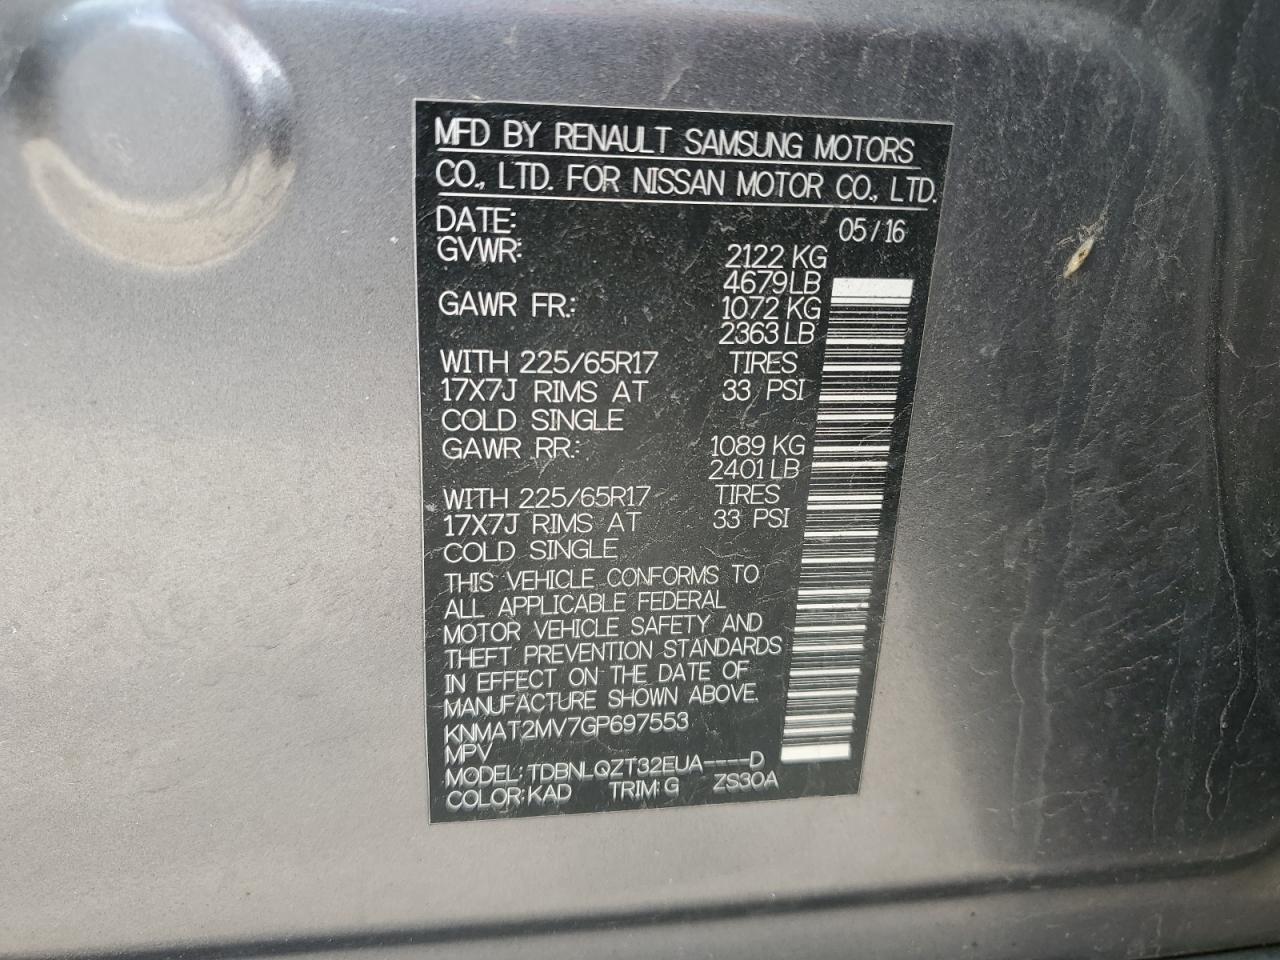 MFD BY RENAULT SAMSUNG MOTORS
CO., LTD. FOR NISSAN MOTOR CO., LTD.
DATE: 05/16
GVWR: 2122 KG
4679LB
GAWR FR.: 1072 KG
2363 LB
WITH 225/65R17 TIRES
17X7J RIMS AT 33 PSI
COLD SINGLE
GAWR RR.: 1089 KG
2401LB
WITH 225/65R17 TIRES
17X7J RIMS AT 33 PSI
COLD SINGLE
THIS VEHICLE CONFORMS TO
ALL APPLICABLE FEDERAL
MOTOR VEHICLE SAFETY AND
THEFT PREVENTION STANDARDS
IN EFFECT ON THE DATE OF
MANUFACTURE SHOWN ABOVE.
KNMAT2MV7GP697553
MPV
MODEL: TDBNLQZT32EUA----D
COLOR: KAD TRIM: G ZS30A